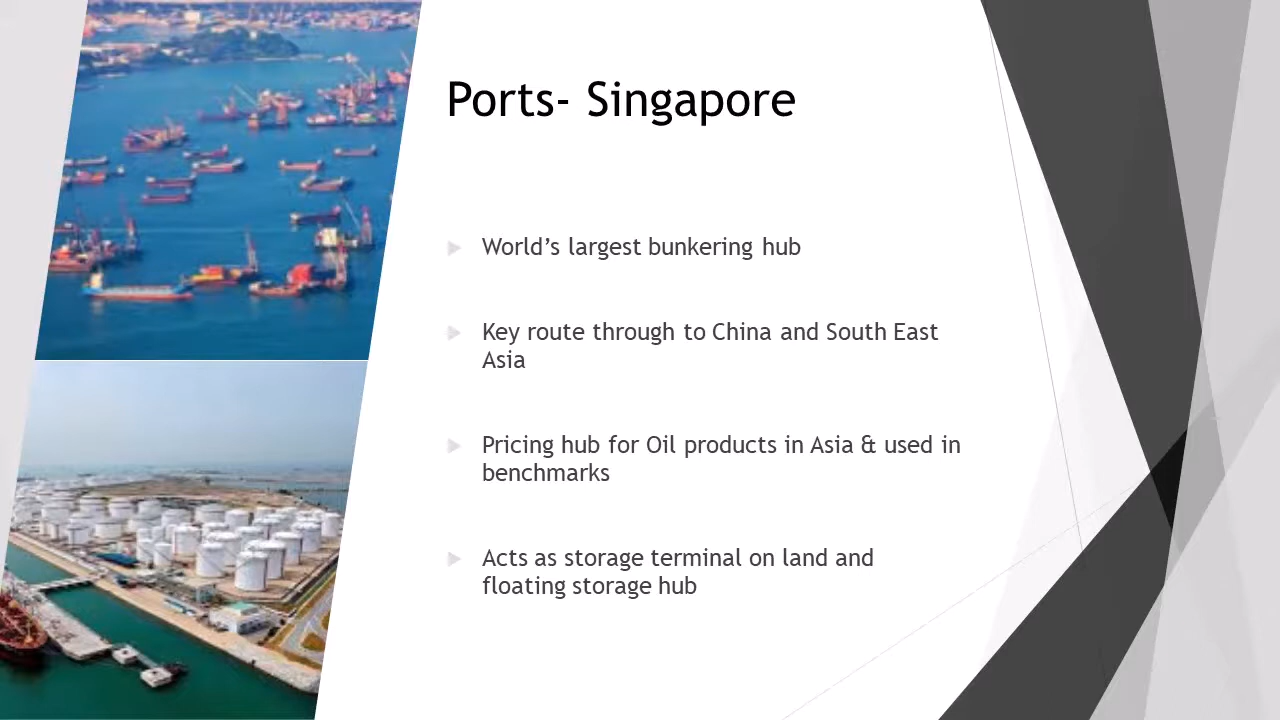 Ports- Singapore
World’s largest bunkering hub
Key route through to China and South East
Asia
Pricing hub for Oil products in Asia & used in
benchmarks
Acts as storage terminal on land and
floating storage hub